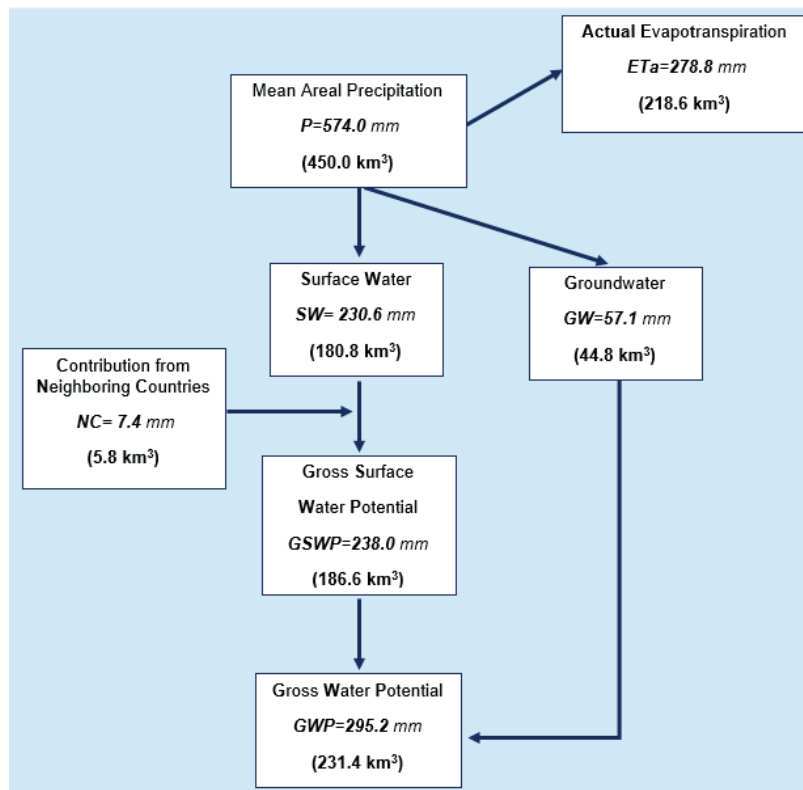 Actual Evapotranspiration
ETa=278.8 mm
(218.6 km³)
Mean Areal Precipitation
P=574.0 mm
(450.0 km³)
Surface Water
SW= 230.6 mm
(180.8 km³)
Groundwater
GW=57.1 mm
(44.8 km³)
Contribution from
Neighboring Countries
NC= 7.4 mm
(5.8 km³)
Gross Surface
Water Potential
GSWP=238.0 mm
(186.6 km³)
Gross Water Potential
GWP=295.2 mm
(231.4 km³)